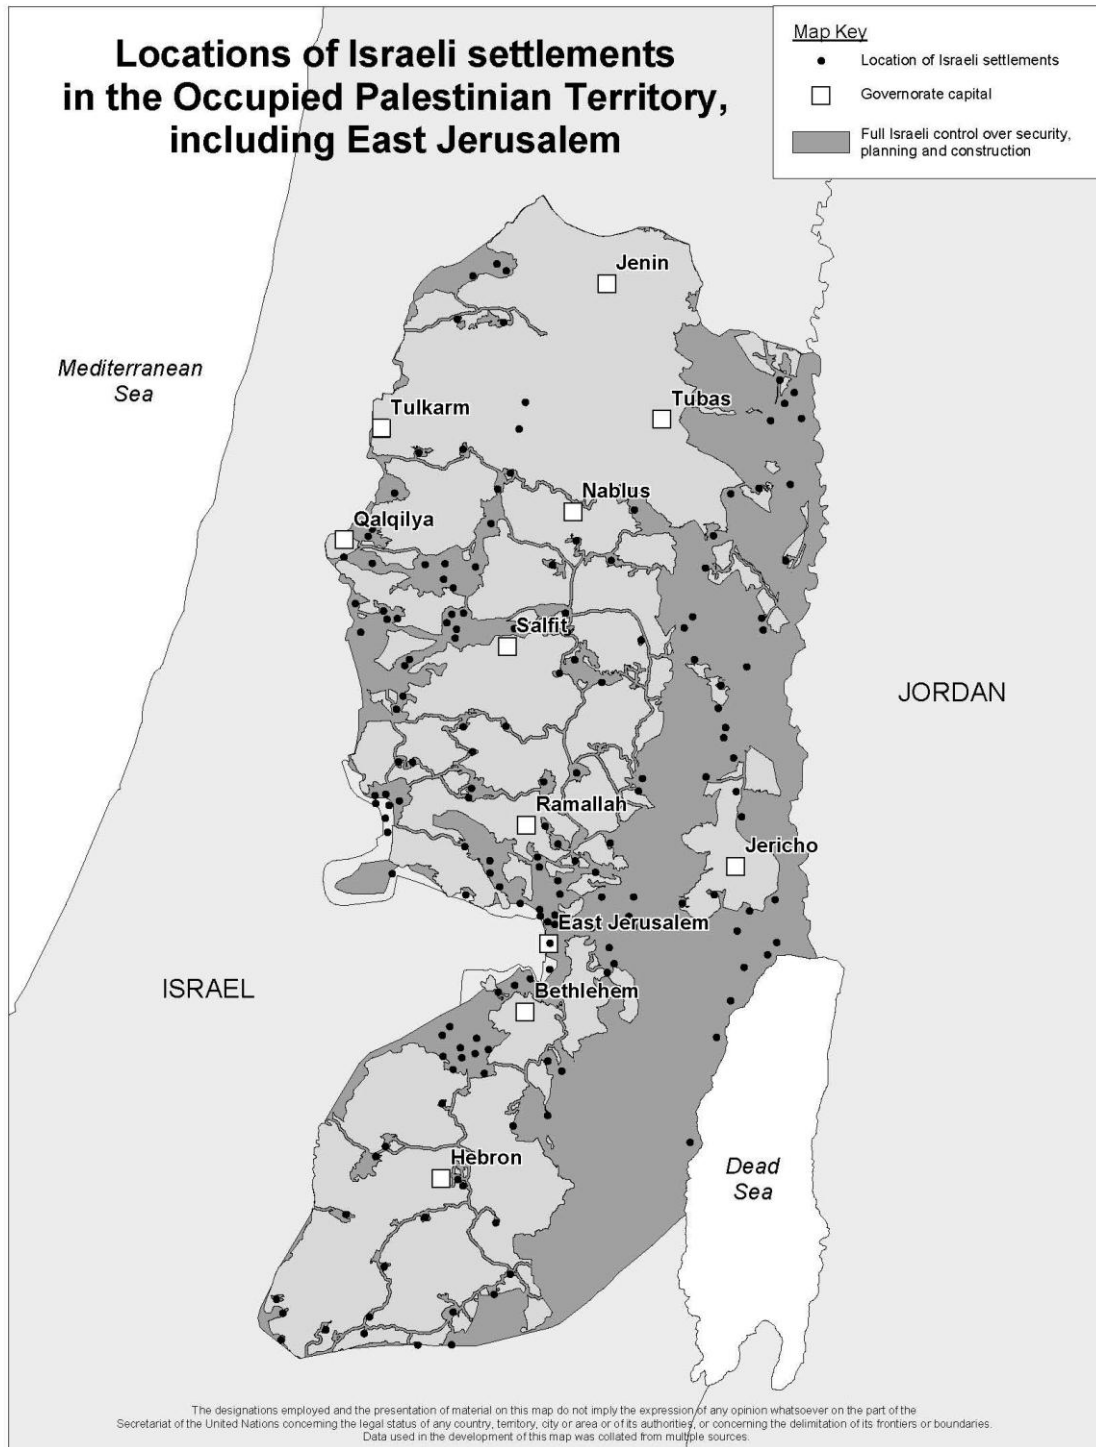 Locations of Israeli settlements
in the Occupied Palestinian Territory,
including East Jerusalem
Map Key
Location of Israeli settlements
Governorate capital
Full Israeli control over security,
planning and construction
Jenin
Mediterranean
Sea
Tulkarm
Tubas
Nablus
Qalqilya
Salfit
JORDAN
Ramallah
Jericho
East Jerusalem
ISRAEL
Bethlehem
Hebron
Dead
Sea
The designations employed and the presentation of material on this map do not imply the expression of any opinion whatsoever on the part of the
Secretariat of the United Nations concerning the legal status of any country, territory, city or area or of its authorities, or concerning the delimitation of its frontiers or boundaries.
Data used in the development of this map was collated from multiple sources.